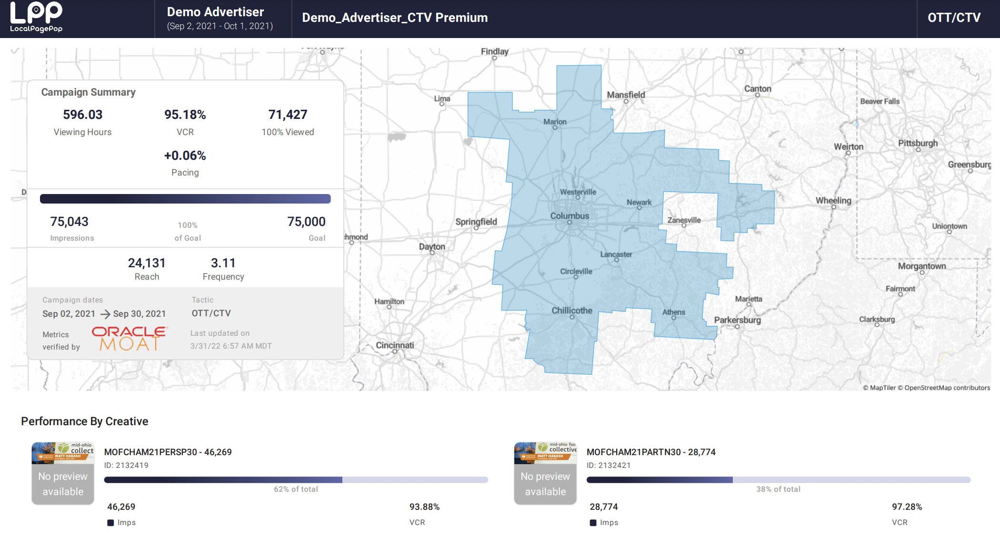 LPP
LocalPagePop
Demo Advertiser
(Sep 2, 2021 - Oct 1, 2021)
Demo_Advertiser_CTV Premium
OTT/CTV
Campaign Summary
596.03
Viewing Hours
95.18%
VCR
71,427
100% Viewed
+0.06%
Pacing
75,043
Impressions
100%
of Goal
75,000
Goal
24,131
Reach
3.11
Frequency
Campaign dates
Sep 02, 2021 → Sep 30, 2021
Tactic
OTT/CTV
Metrics
verified by
ORACLE
MOAT
Last updated on
3/31/22 6:57 AM MDT
Findlay
Lima
Mansfield
Canton
Beaver Falls
Marion
Weirton
Pittsburgh
Greensburg
Westerville
Newark
Wheeling
Columbus
Springfield
Zanesville
Uniontown
hmond
Dayton
Lancaster
Morgantown
Circleville
Fairmont
Hamilton
Marietta
Chillicothe
Athens
Parkersburg
Clarksburg
Cincinnati
© MapTiler © OpenStreetMap contributors
Performance By Creative
mid-ohio
collect
MATT HABASH
President and CEO
No preview
available
MOFCHAM21PERSP30 - 46,269
ID: 2132419
62% of total
46,269
Imps
93.88%
VCR
mid-ohio foo
collective
MATT HABASH
President and CEO
No preview
available
MOFCHAM21PARTN30 - 28,774
ID: 2132421
38% of total
28,774
Imps
97.28%
VCR